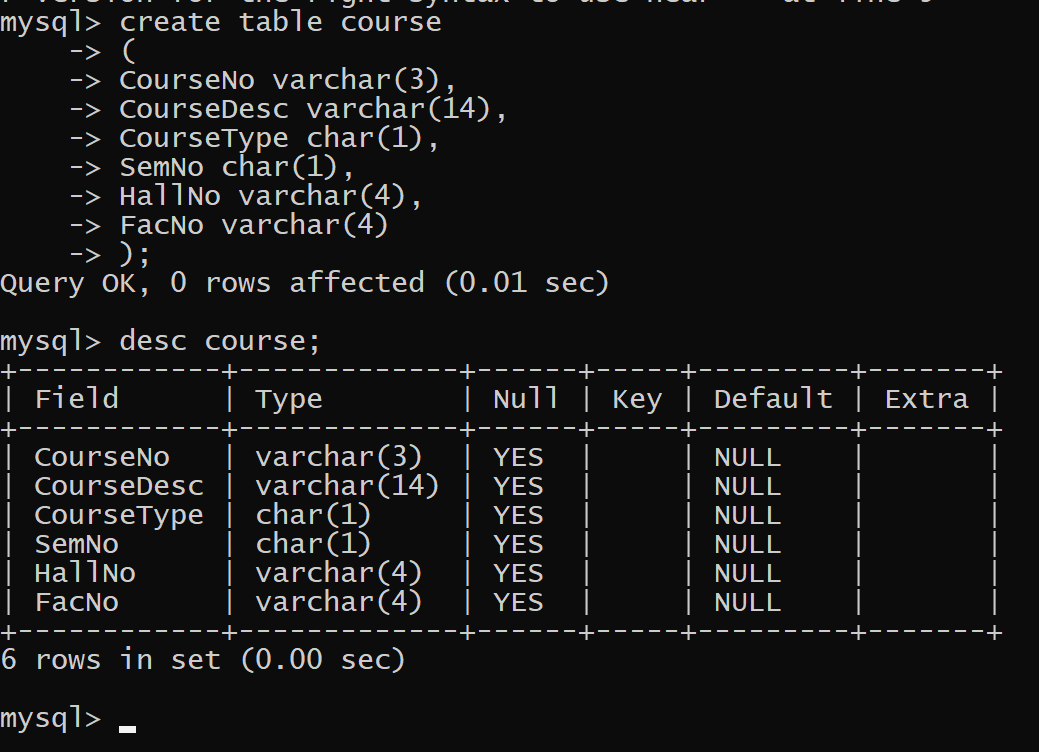 mysql> create table course
    -> (
    -> CourseNo varchar(3),
    -> CourseDesc varchar(14),
    -> CourseType char(1),
    -> SemNo char(1),
    -> HallNo varchar(4),
    -> FacNo varchar(4)
    -> );
Query OK, 0 rows affected (0.01 sec)

mysql> desc course;
+------------+-------------+------+-----+---------+-------+
| Field      | Type        | Null | Key | Default | Extra |
+------------+-------------+------+-----+---------+-------+
| CourseNo   | varchar(3)  | YES  |     | NULL    |       |
| CourseDesc | varchar(14) | YES  |     | NULL    |       |
| CourseType | char(1)     | YES  |     | NULL    |       |
| SemNo      | char(1)     | YES  |     | NULL    |       |
| HallNo     | varchar(4)  | YES  |     | NULL    |       |
| FacNo      | varchar(4)  | YES  |     | NULL    |       |
+------------+-------------+------+-----+---------+-------+
6 rows in set (0.00 sec)

mysql>